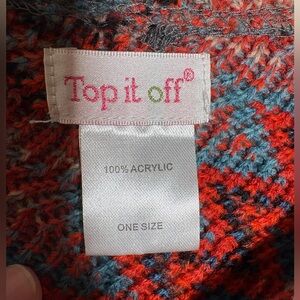 Top it off®
100% ACRYLIC
ONE SIZE